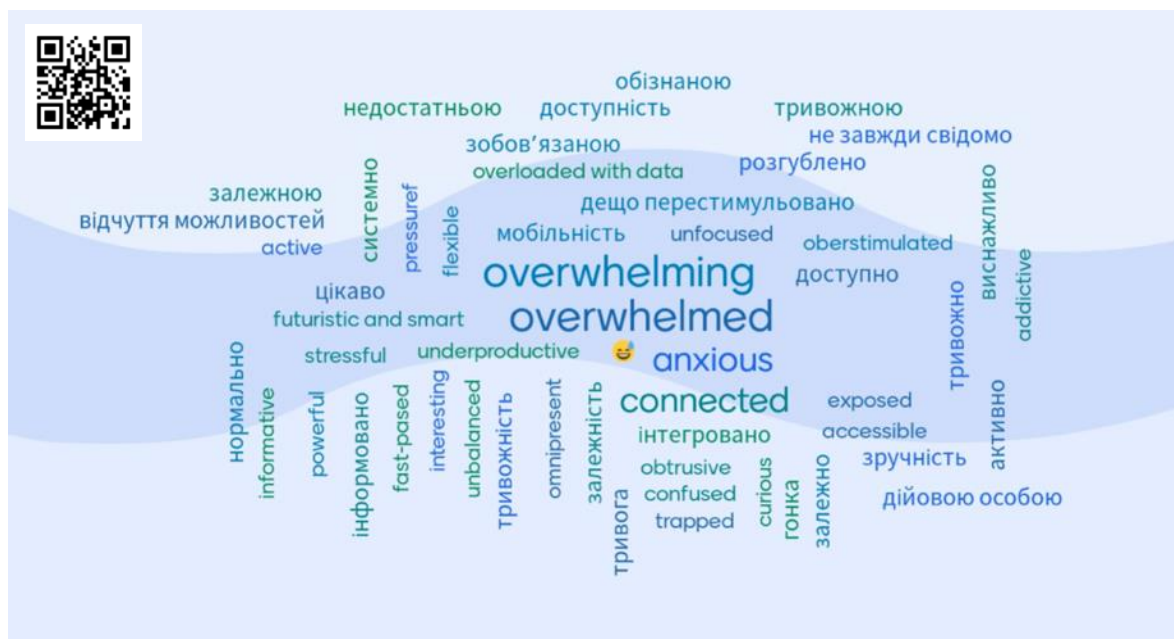 обізнаною
недостатньою
доступність
тривожною
не завжди свідомо
зобов'язаною
розгублено
overloaded with data
залежною
системно
pressuref
flexible
дещо перестимульовано
виснажливо
відчуття можливостей
active
мобільність
unfocused
oberstimulated
addictive
overwhelming
доступно
цікаво
тривожно
futuristic and smart
overwhelmed
stressful
underproductive
😅
anxious
нормально
informative
powerful
інформовано
fast-pased
interesting
unbalanced
тривожність
omnipresent
залежність
connected
exposed
активно
інтегровано
accessible
зручність
obtrusive
curious
гонка
залежно
confused
дійовою особою
trapped
тривога